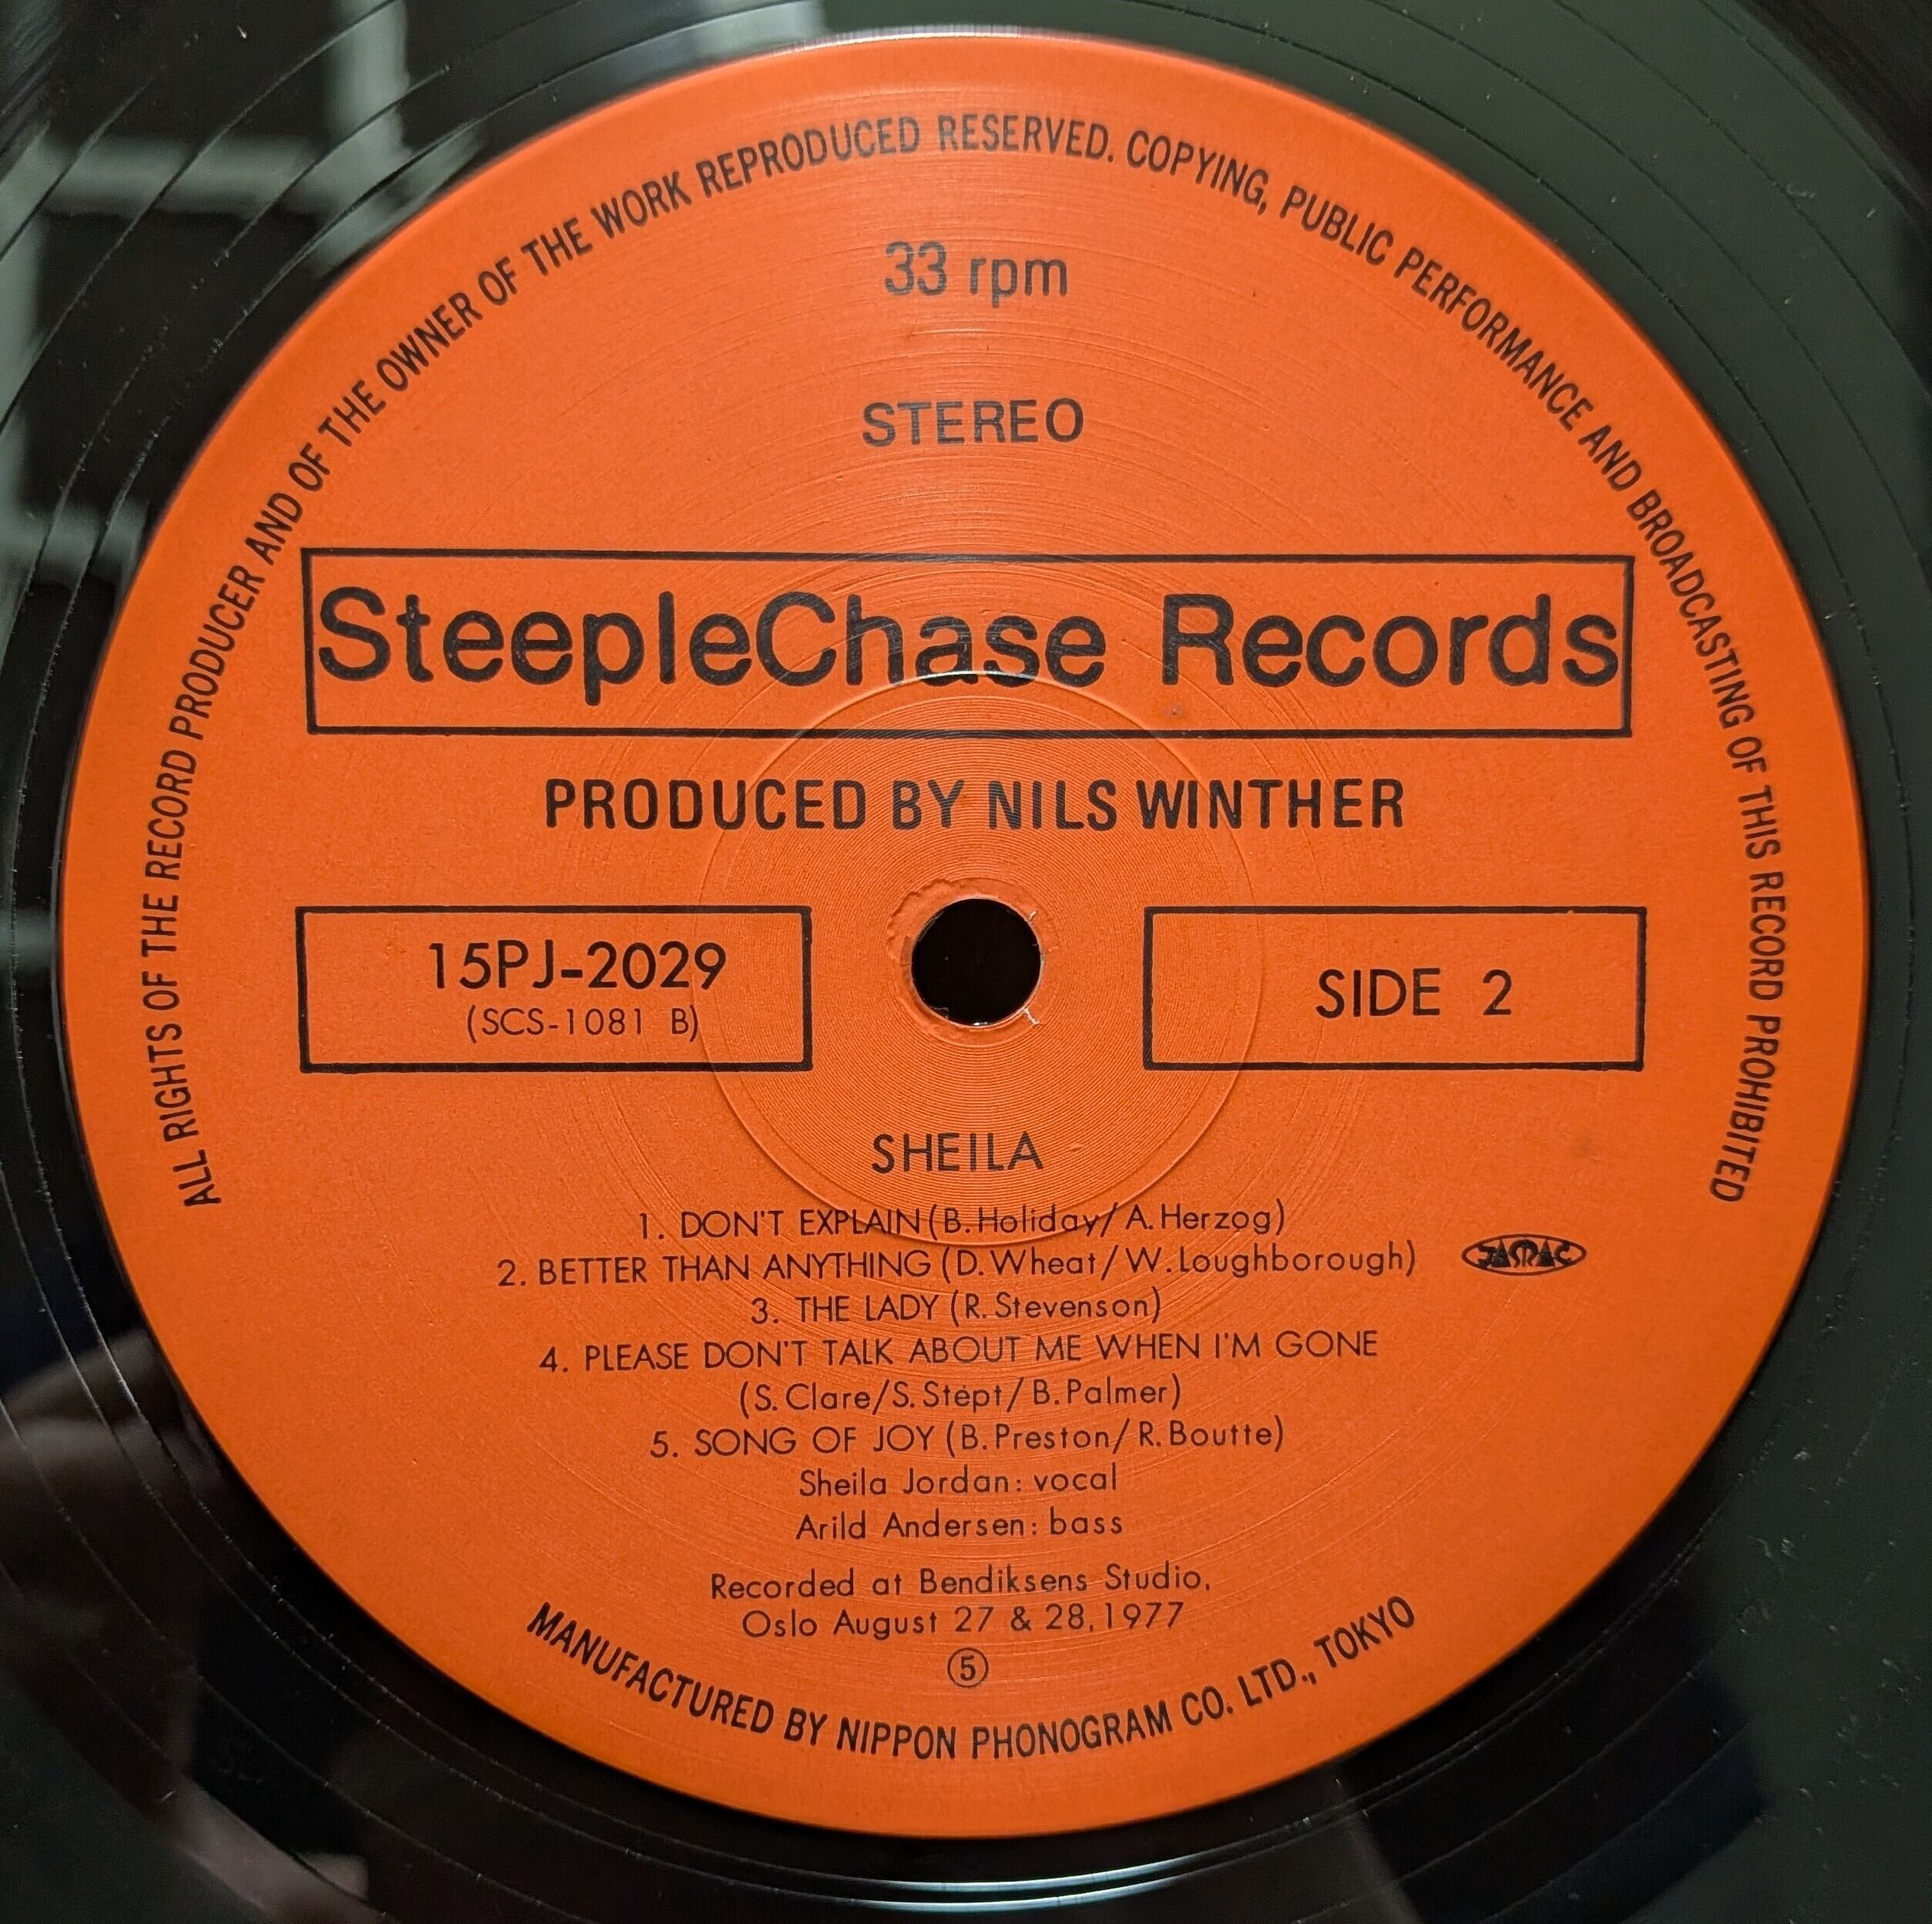 ALL RIGHTS OF THE RECORD PRODUCER AND OF THE OWNER OF THE WORK REPRODUCED RESERVED. COPYING, PUBLIC PERFORMANCE AND BROADCASTING OF THIS RECORD PROHIBITED
33 rpm
STEREO
SteepleChase Records
PRODUCED BY NILS WINTHER
15PJ-2029
(SCS-1081 B)
SIDE 2
SHEILA
1. DON'T EXPLAIN (B. Holiday/A. Herzog)
2. BETTER THAN ANYTHING (D. Wheat/W. Loughborough)
JASRAC
3. THE LADY (R. Stevenson)
4. PLEASE DON'T TALK ABOUT ME WHEN I'M GONE
(S. Clare/S. Stept/B. Palmer)
5. SONG OF JOY (B. Preston/R. Boutte)
Sheila Jordan: vocal
Arild Andersen: bass
Recorded at Bendiksens Studio,
Oslo August 27 & 28, 1977
⑤
MANUFACTURED BY NIPPON PHONOGRAM CO. LTD., TOKYO